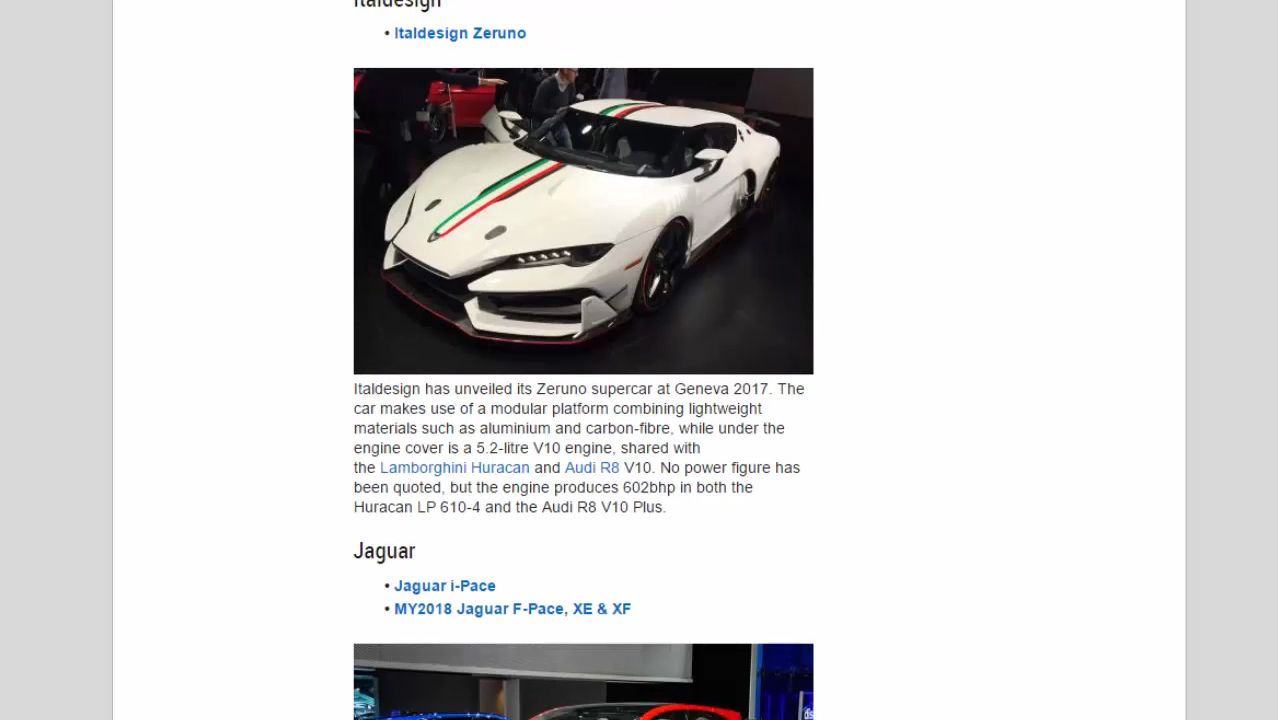 Italdesign
• Italdesign Zeruno
Italdesign has unveiled its Zeruno supercar at Geneva 2017. The
car makes use of a modular platform combining lightweight
materials such as aluminium and carbon-fibre, while under the
engine cover is a 5.2-litre V10 engine, shared with
the Lamborghini Huracan and Audi R8 V10. No power figure has
been quoted, but the engine produces 602bhp in both the
Huracan LP 610-4 and the Audi R8 V10 Plus.
Jaguar
• Jaguar i-Pace
• MY2018 Jaguar F-Pace, XE & XF